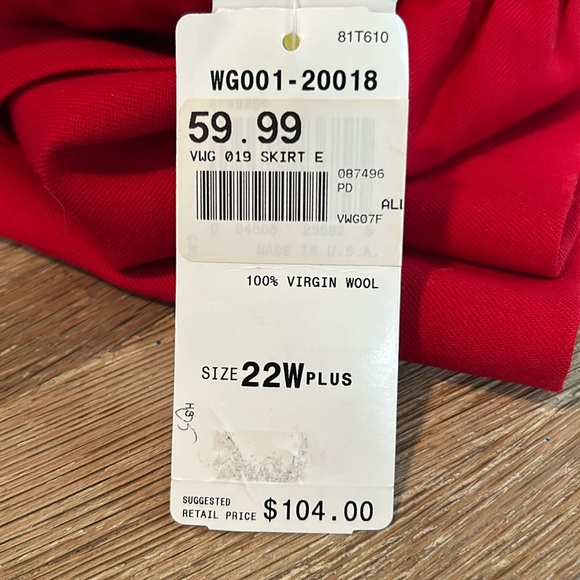 81T610
WG001-20018
59.99
VWG 019 SKIRT E
087496
PD
ALL
VWG07F
MADE IN U.S.A.
100% VIRGIN WOOL
SIZE 22W PLUS
SUGGESTED
RETAIL PRICE $104.00